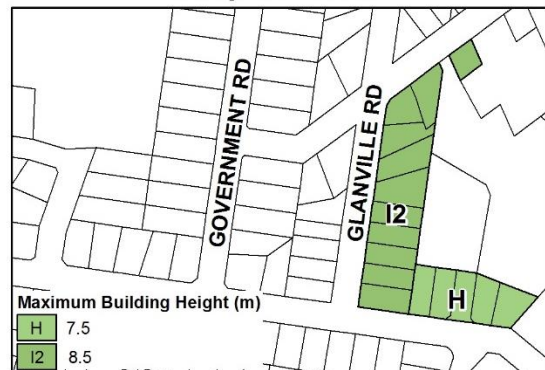 GOVERNMENT RD
GLANVILLE RD
I2
H
Maximum Building Height (m)
H 7.5
I2 8.5